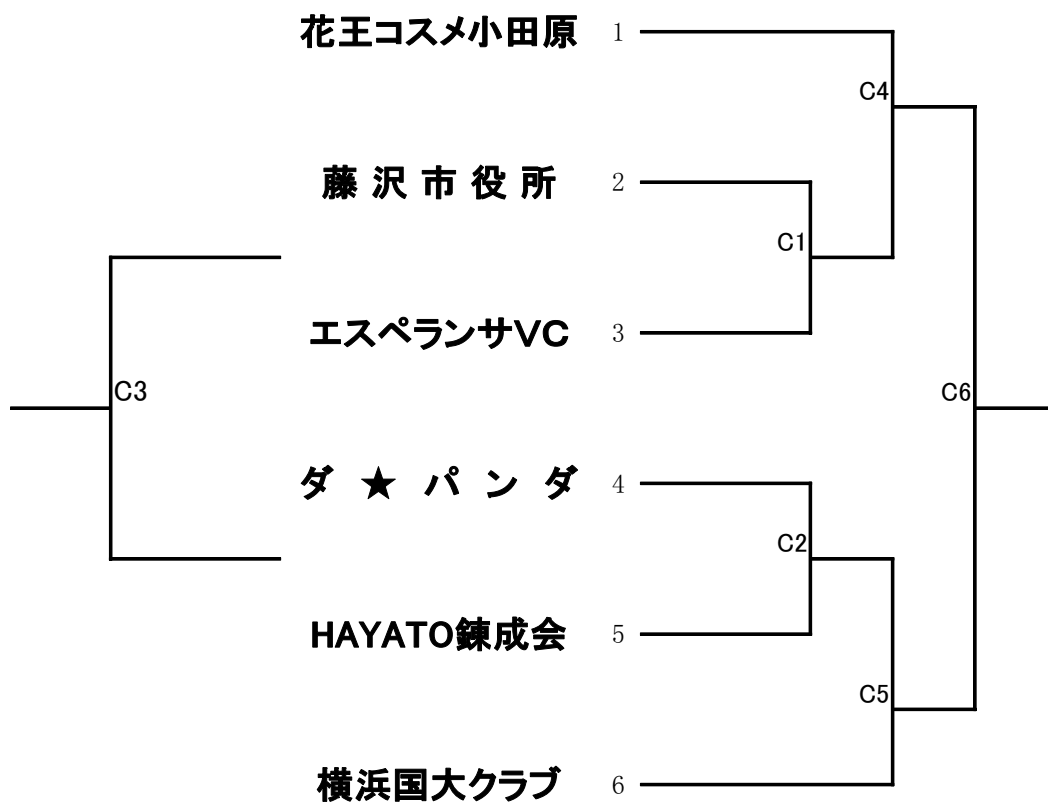 花王コスメ小田原 1
C4
藤沢市役所 2
C1
エスペランサVC 3
C3
C6
ダ★パンダ 4
C2
HAYATO錬成会 5
C5
横浜国大クラブ 6